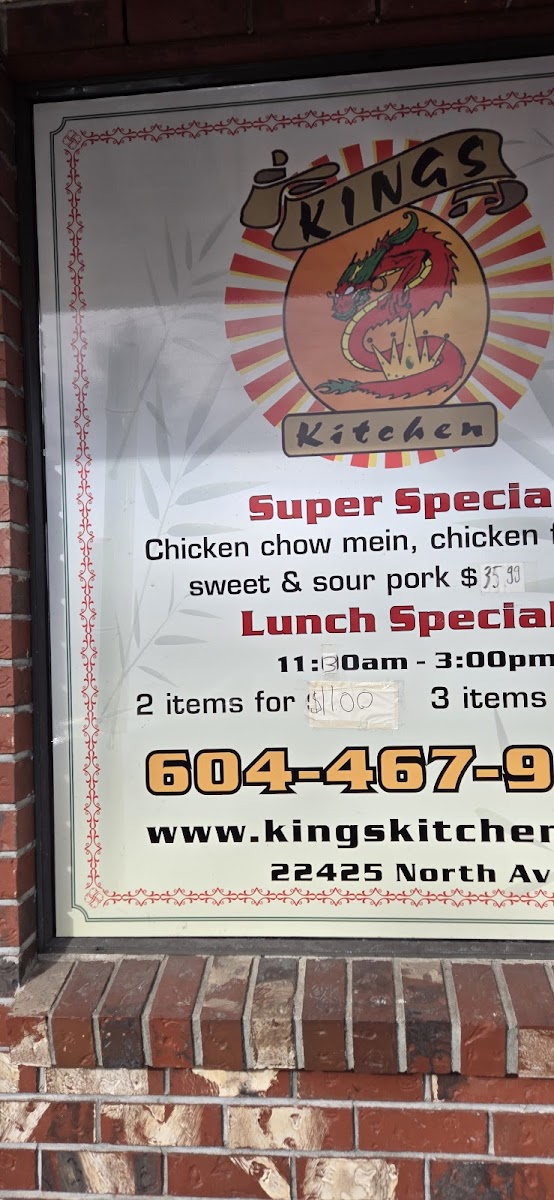 KINGS
Kitchen
Super Specia
Chicken chow mein, chicken
sweet & sour pork $35.99
Lunch Special
11:30am - 3:00pm
2 items for $11.00 3 items
604-467-9
www.kingskitchen
22425 North Av